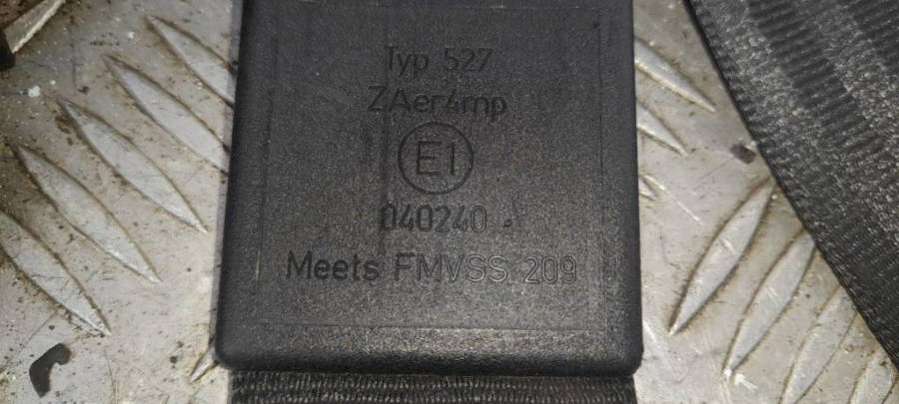 Typ 527
ZAer4mp
E1
040240
Meets FMVSS 209